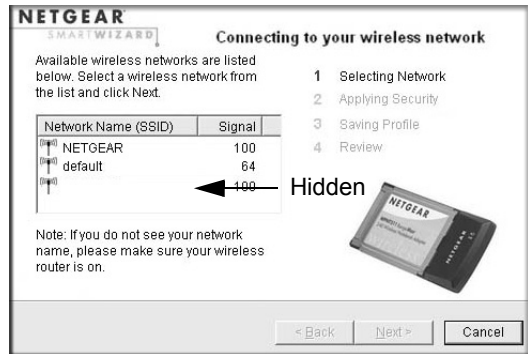 NETGEAR
SMARTWIZARD
Connecting to your wireless network
Available wireless networks are listed
below. Select a wireless network from
the list and click Next.
Network Name (SSID) Signal
NETGEAR 100
default 64
100
Hidden
Note: If you do not see your network
name, please make sure your wireless
router is on.
1 Selecting Network
2 Applying Security
3 Saving Profile
4 Review
NETGEAR
NETGEAR
< Back
Next >
Cancel